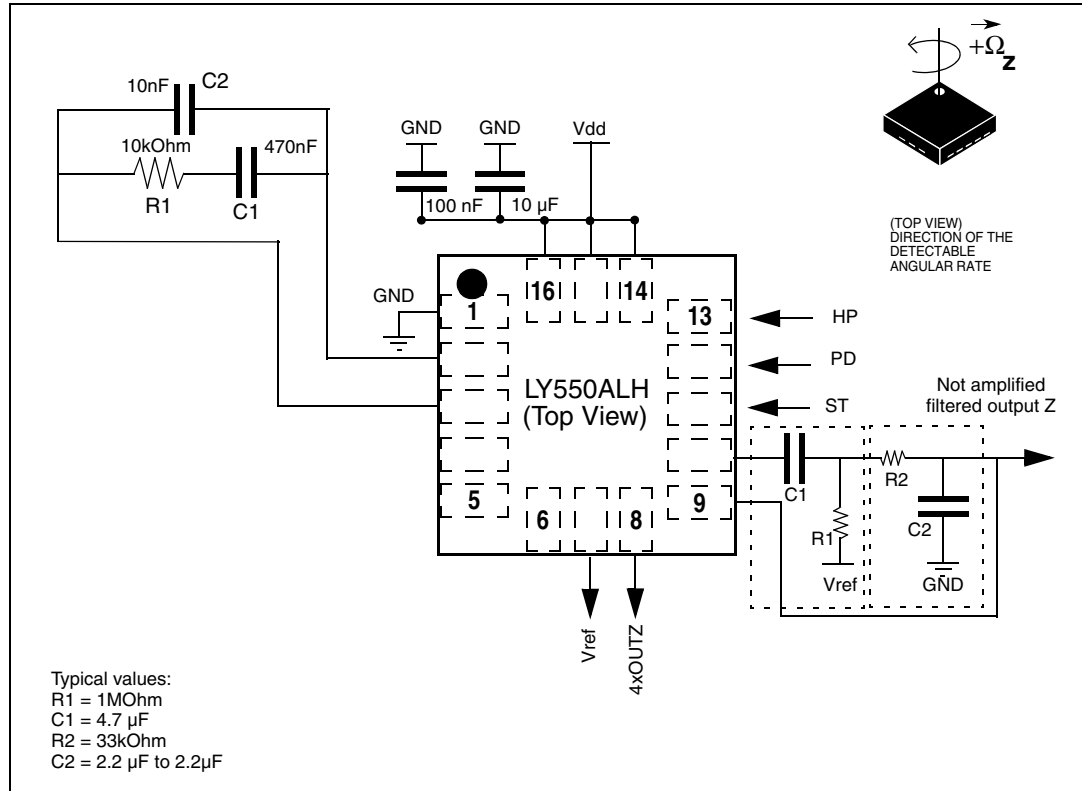 +Ω
Z
10nF
C2
10kOhm
470nF
R1
C1
GND
GND
Vdd
100 nF
10 µF
(TOP VIEW)
DIRECTION OF THE
DETECTABLE
ANGULAR RATE
GND
1
16
14
13
HP
PD
ST
LY550ALH
(Top View)
Not amplified
filtered output Z
5
6
8
9
C1
R1
Vref
R2
C2
GND
Vref
4xOUTZ
Typical values:
R1 = 1MOhm
C1 = 4.7 µF
R2 = 33kOhm
C2 = 2.2 µF to 2.2µF